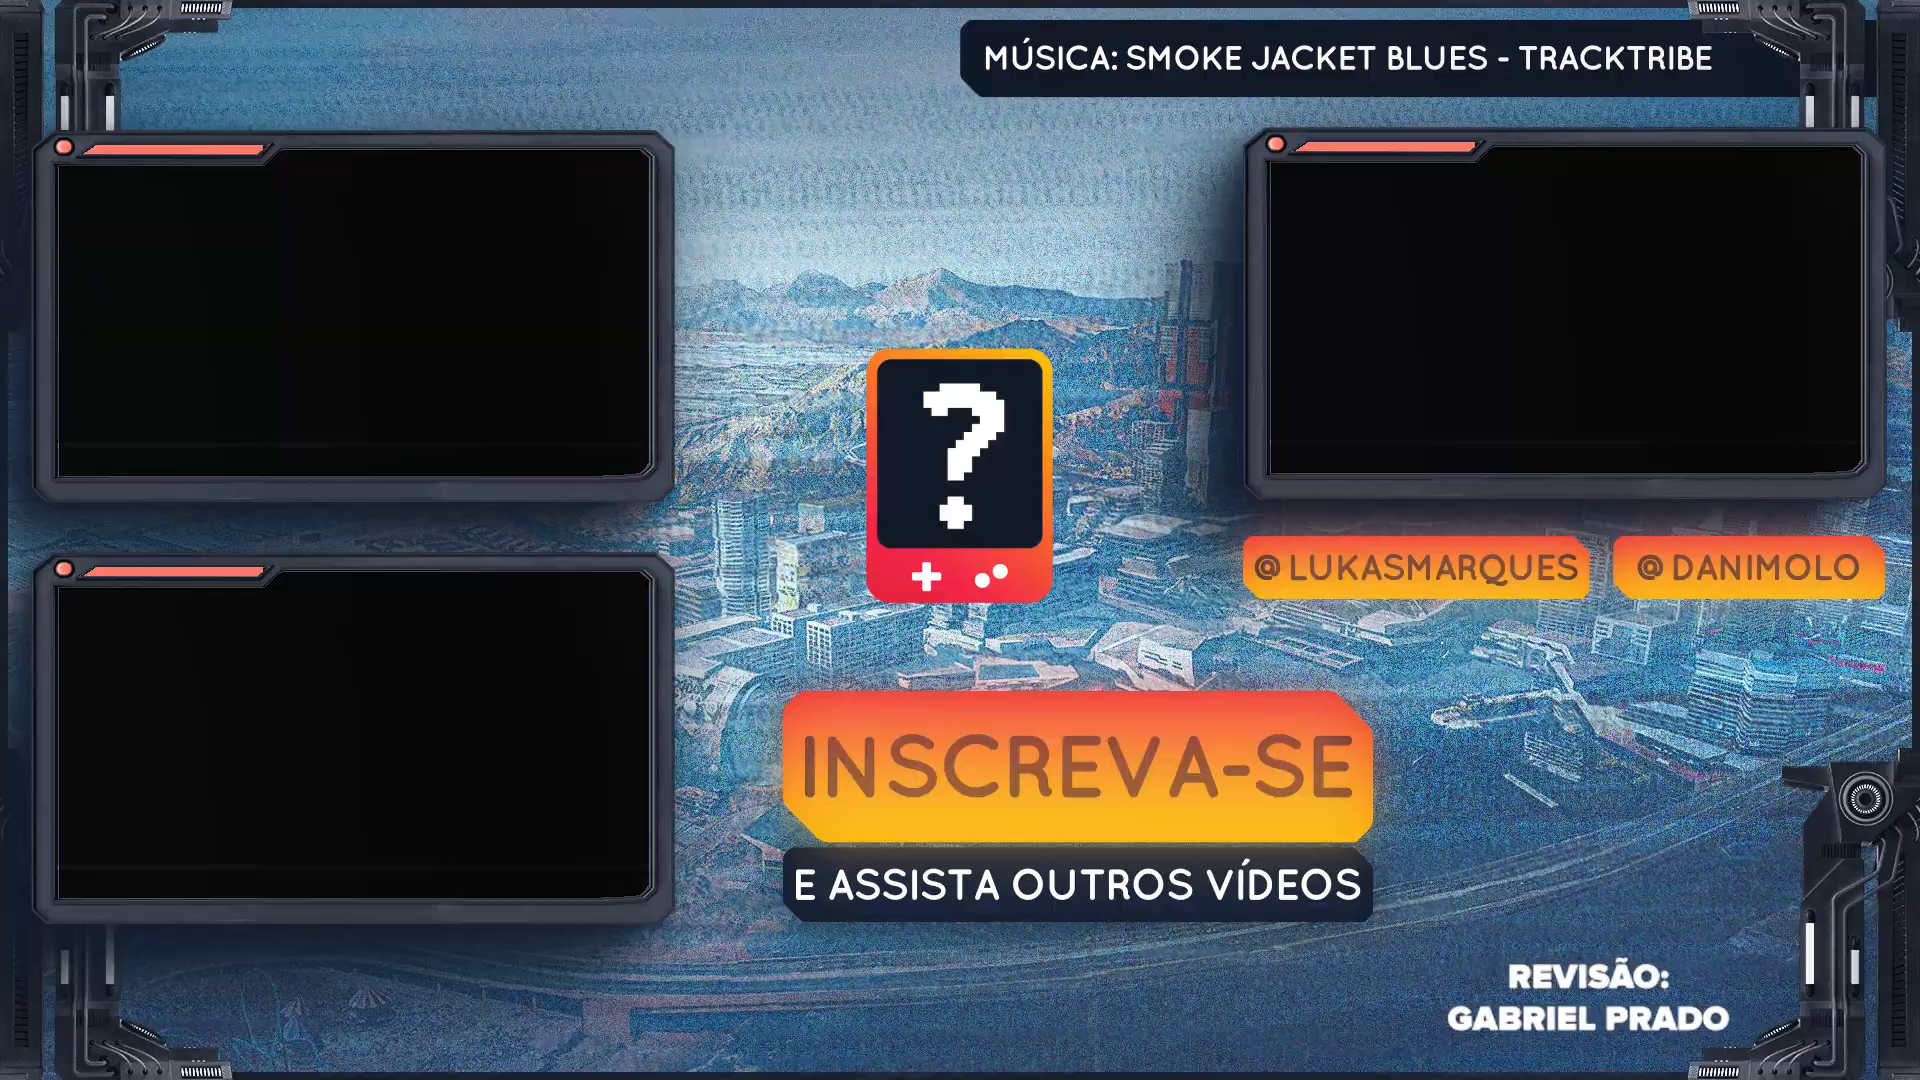 MÚSICA: SMOKE JACKET BLUES - TRACKTRIBE
?
@LUKASMARQUES
@DANIMOLO
INSCREVA-SE
E ASSISTA OUTROS VÍDEOS
REVISÃO:
GABRIEL PRADO